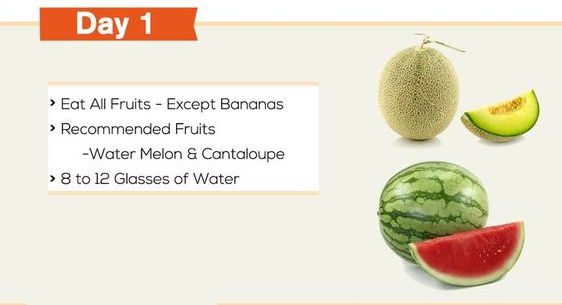 Day 1
› Eat All Fruits - Except Bananas
› Recommended Fruits
-Water Melon & Cantaloupe
› 8 to 12 Glasses of Water